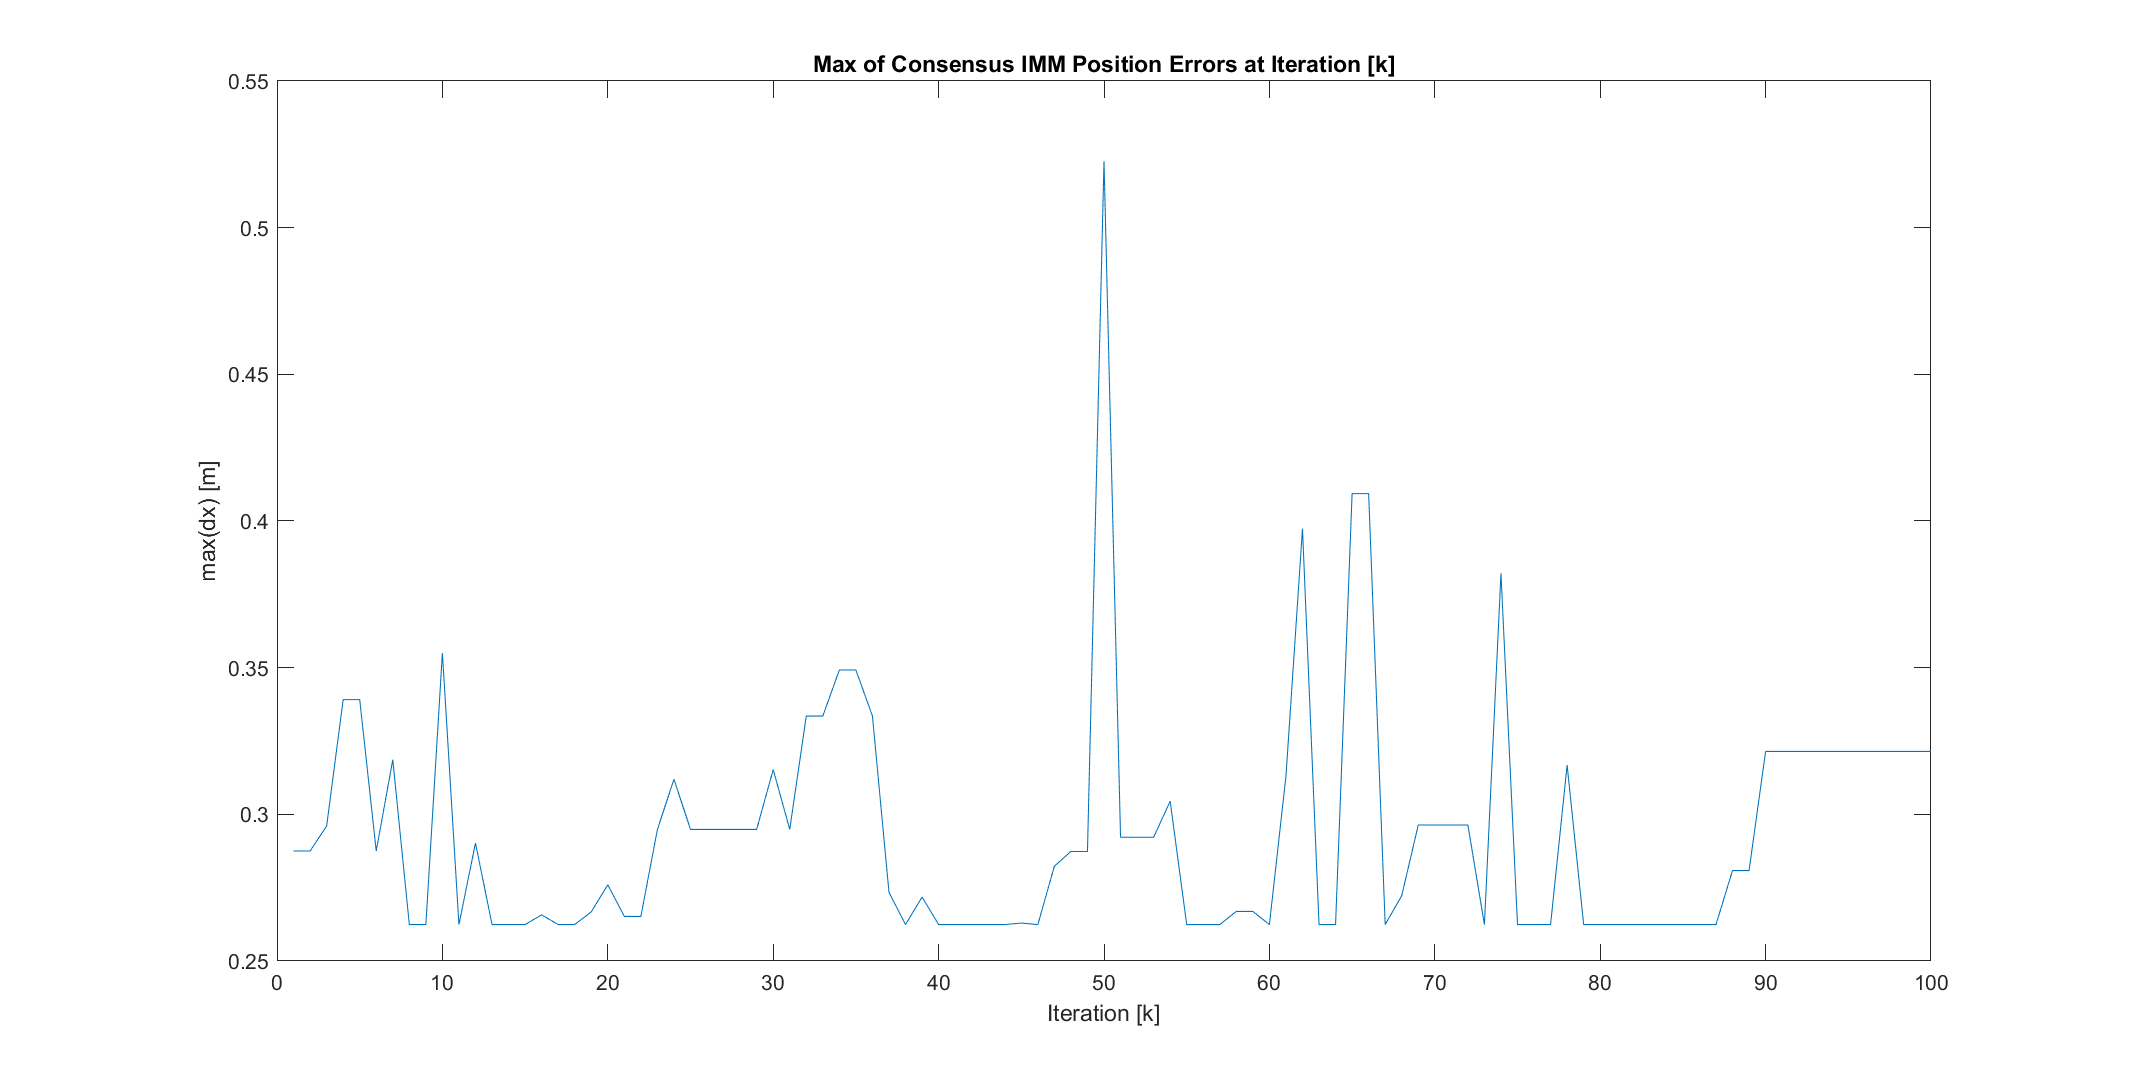 Max of Consensus IMM Position Errors at Iteration [k]
0.55
0.5
0.45
0.4
0.35
0.3
0.25
max(dx) [m]
0 10 20 30 40 50 60 70 80 90 100
Iteration [k]